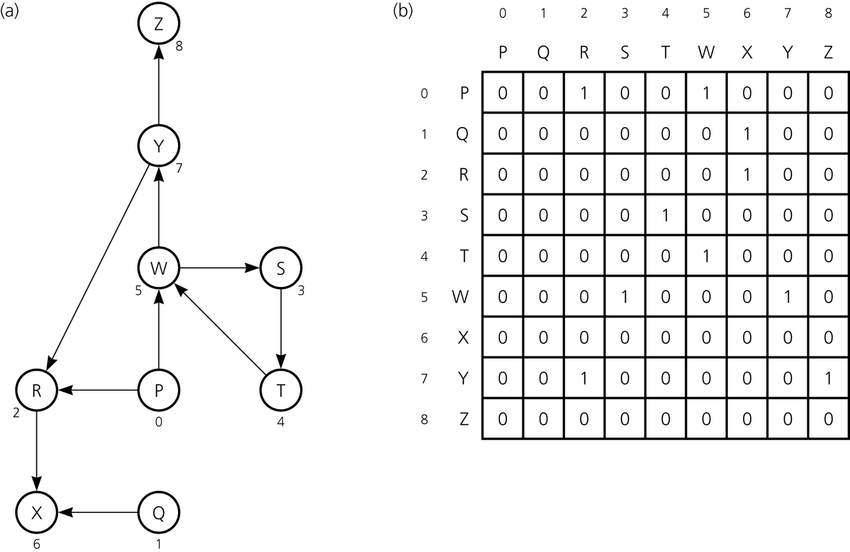 (a)
Z
8
Y
7
W
5
S
3
R
2
P
0
T
4
X
6
Q
1
(b)
0 1 2 3 4 5 6 7 8
P Q R S T W X Y Z
0 P 0 0 1 0 0 1 0 0 0
1 Q 0 0 0 0 0 0 1 0 0
2 R 0 0 0 0 0 0 1 0 0
3 S 0 0 0 0 1 0 0 0 0
4 T 0 0 0 0 0 1 0 0 0
5 W 0 0 0 1 0 0 0 1 0
6 X 0 0 0 0 0 0 0 0 0
7 Y 0 0 1 0 0 0 0 0 1
8 Z 0 0 0 0 0 0 0 0 0